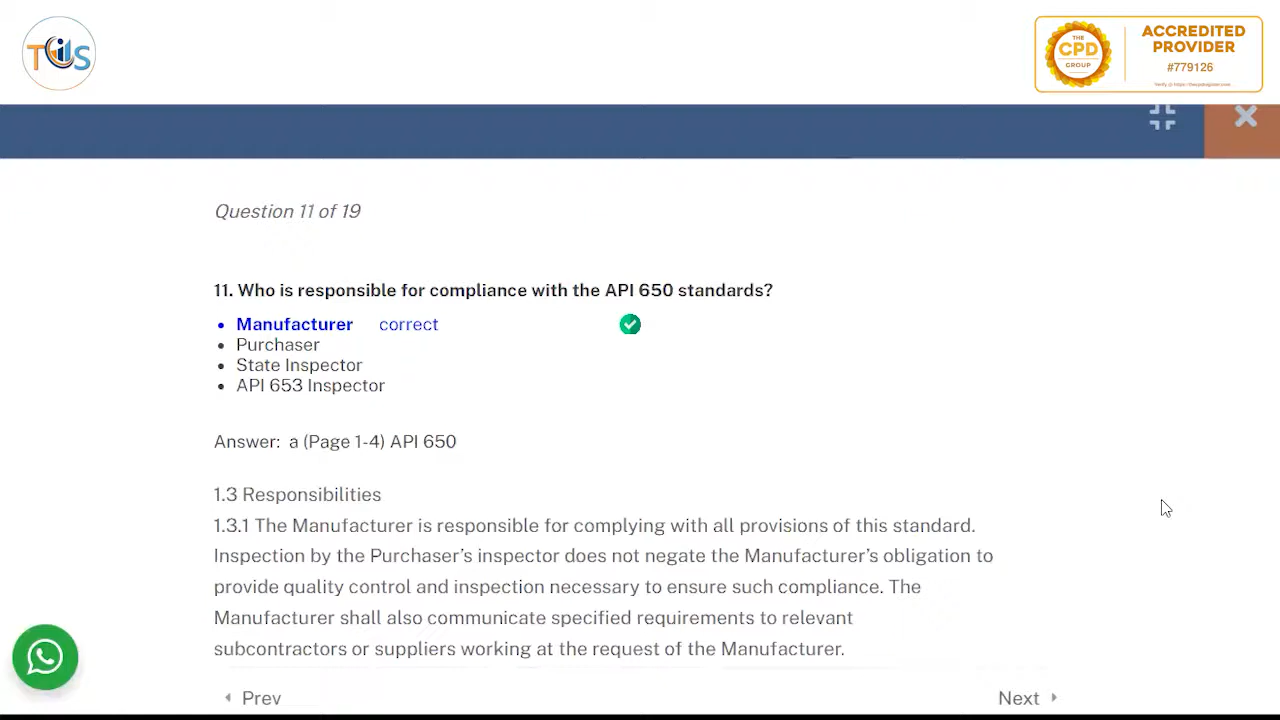 TCIS
THE
CPD
GROUP
ACCREDITED
PROVIDER
#779126
Question 11 of 19
11. Who is responsible for compliance with the API 650 standards?
• Manufacturer correct
• Purchaser
• State Inspector
• API 653 Inspector
Answer: a (Page 1-4) API 650
1.3 Responsibilities
1.3.1 The Manufacturer is responsible for complying with all provisions of this standard.
Inspection by the Purchaser's inspector does not negate the Manufacturer's obligation to
provide quality control and inspection necessary to ensure such compliance. The
Manufacturer shall also communicate specified requirements to relevant
subcontractors or suppliers working at the request of the Manufacturer.
Prev
Next